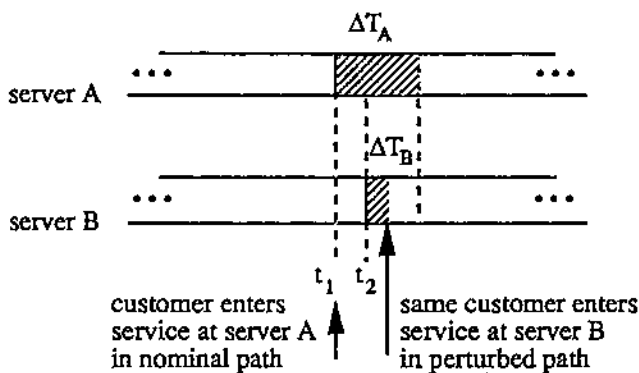 ΔT_A
... ...
server A
ΔT_B
... ...
server B
t_1 t_2
customer enters
service at server A
in nominal path
same customer enters
service at server B
in perturbed path